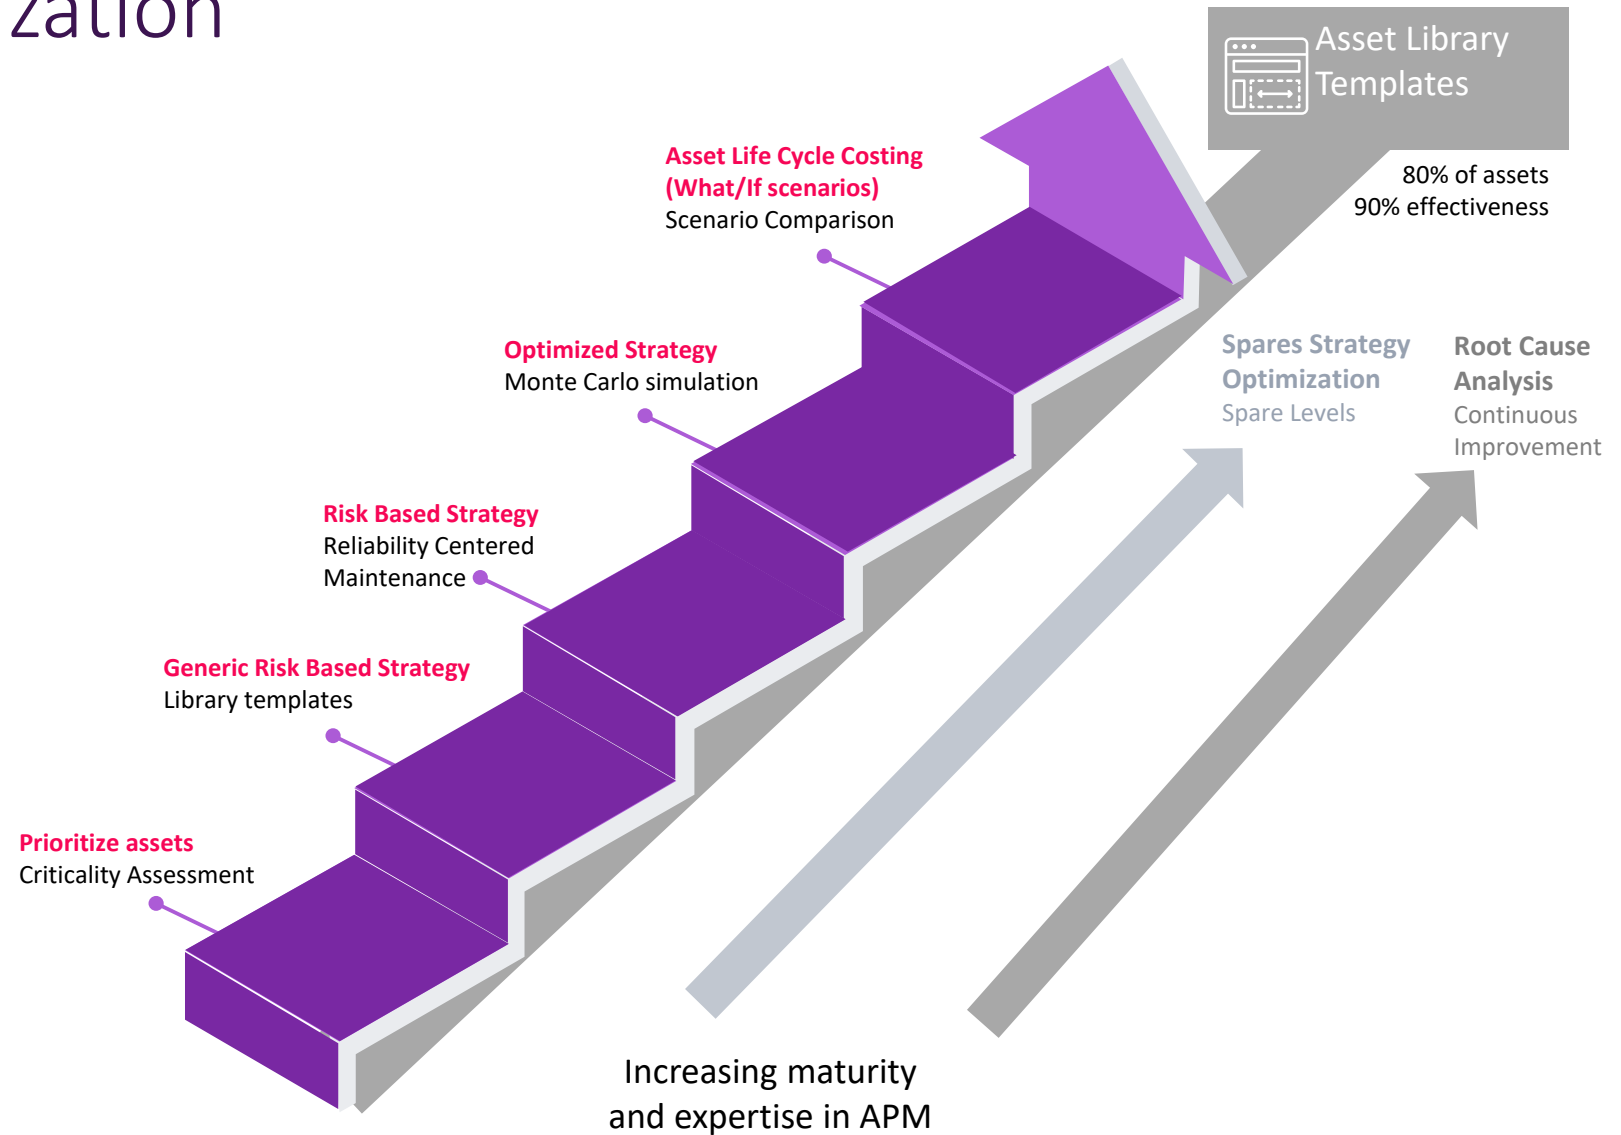 zation
Asset Library
Templates
80% of assets
90% effectiveness
Asset Life Cycle Costing
(What/If scenarios)
Scenario Comparison
Optimized Strategy
Monte Carlo simulation
Spares Strategy
Optimization
Spare Levels
Root Cause
Analysis
Continuous
Improvement
Risk Based Strategy
Reliability Centered
Maintenance
Generic Risk Based Strategy
Library templates
Prioritize assets
Criticality Assessment
Increasing maturity
and expertise in APM